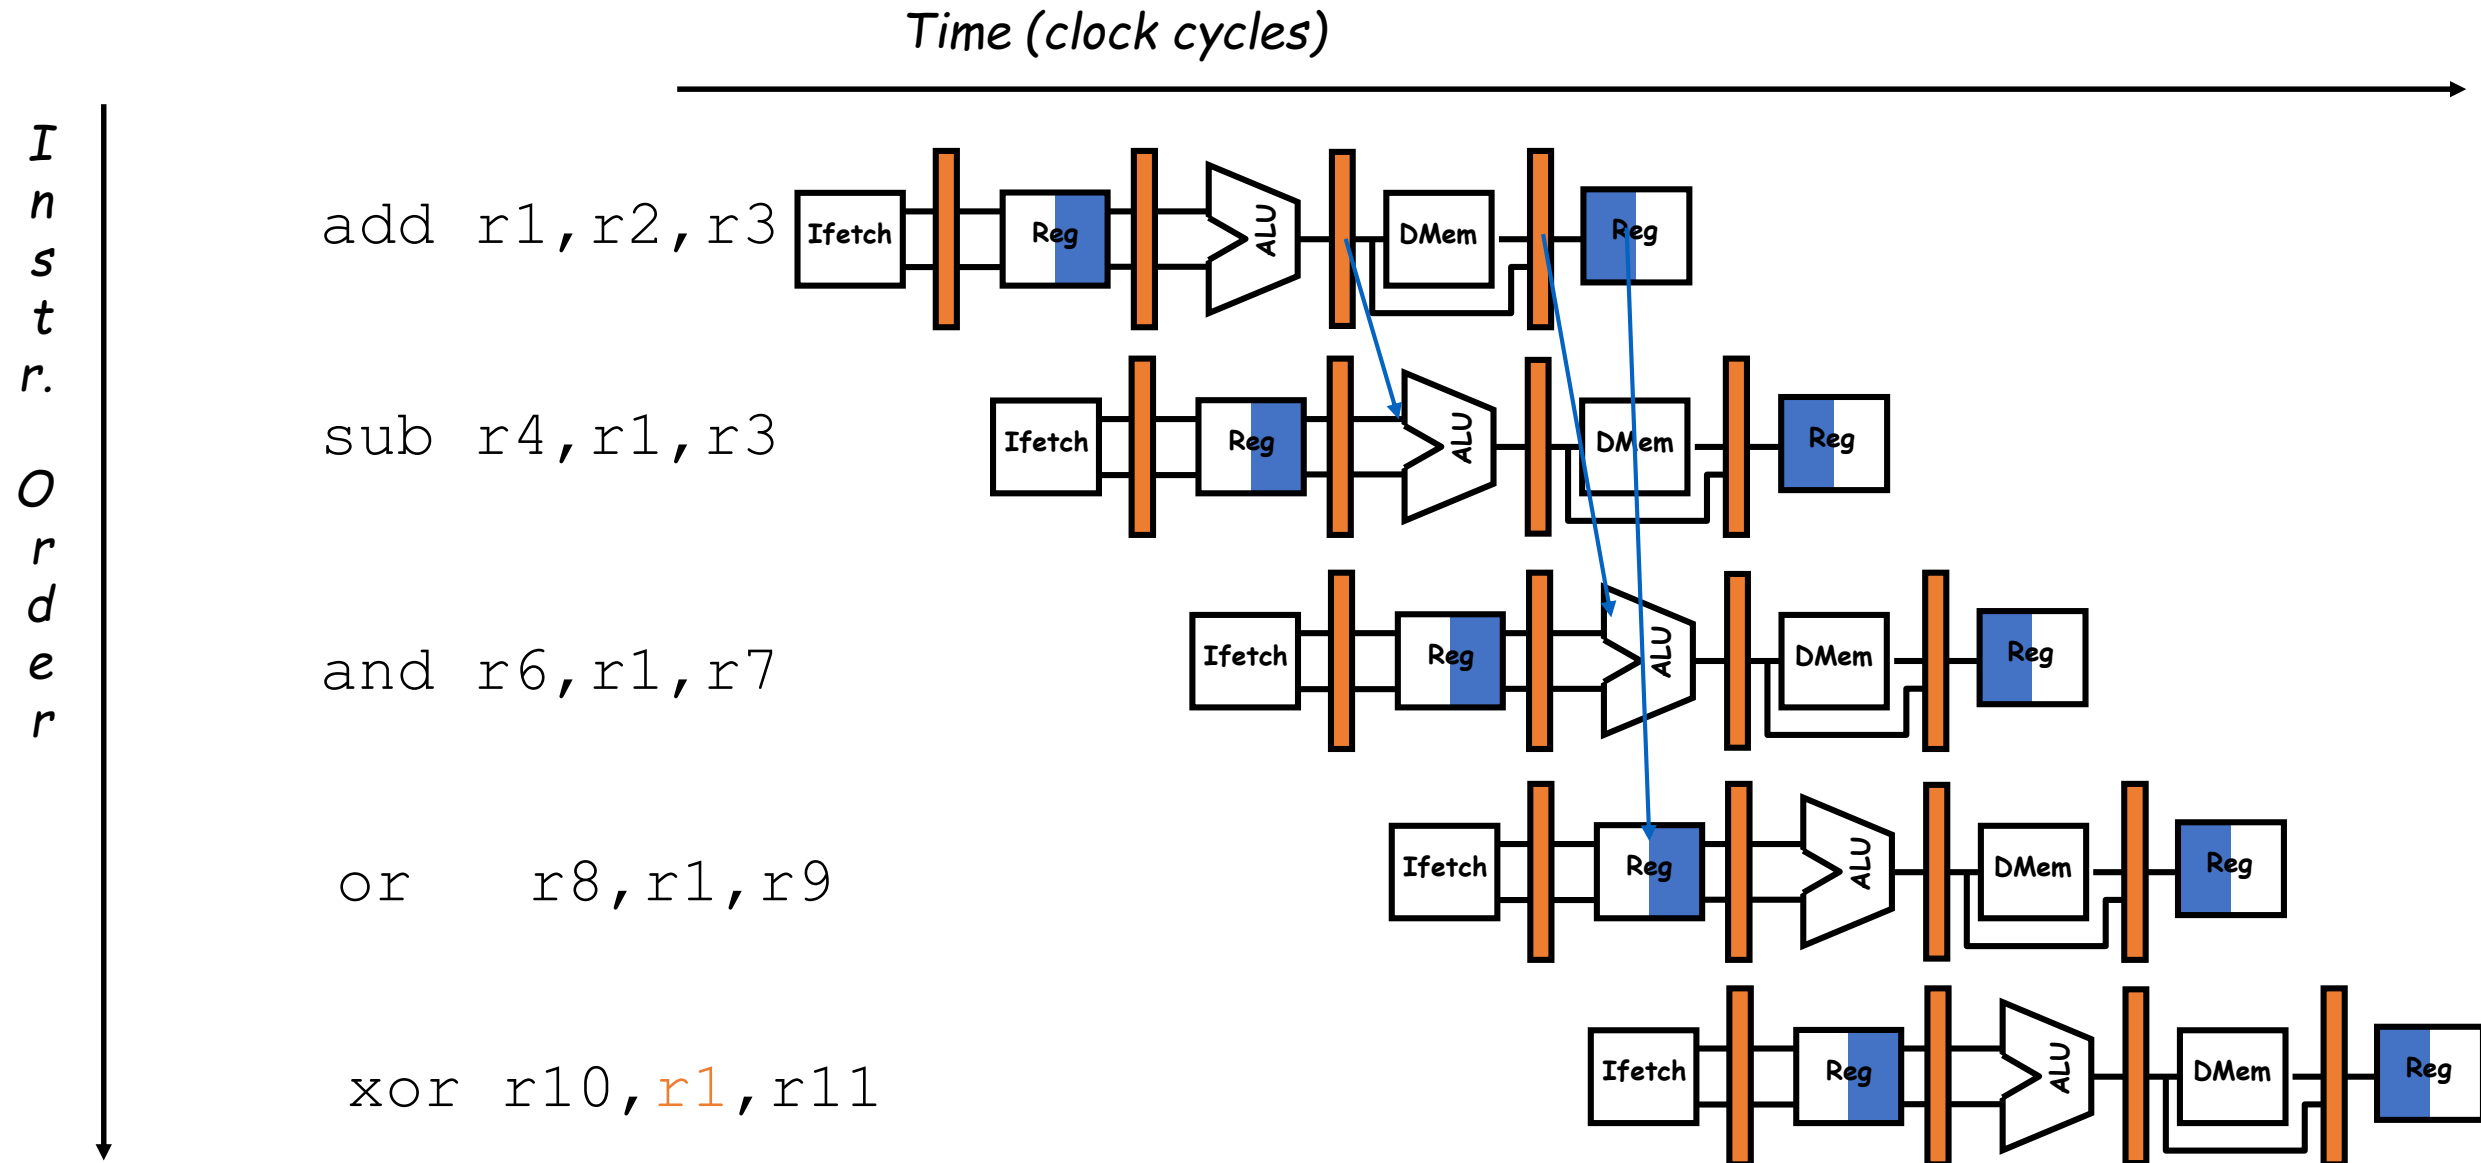 Time (clock cycles)
Instr. Order
add r1,r2,r3 Ifetch Reg ALU DMem Reg
sub r4,r1,r3 Ifetch Reg ALU DMem Reg
and r6,r1,r7 Ifetch Reg ALU DMem Reg
or r8,r1,r9 Ifetch Reg ALU DMem Reg
xor r10,r1,r11 Ifetch Reg ALU DMem Reg